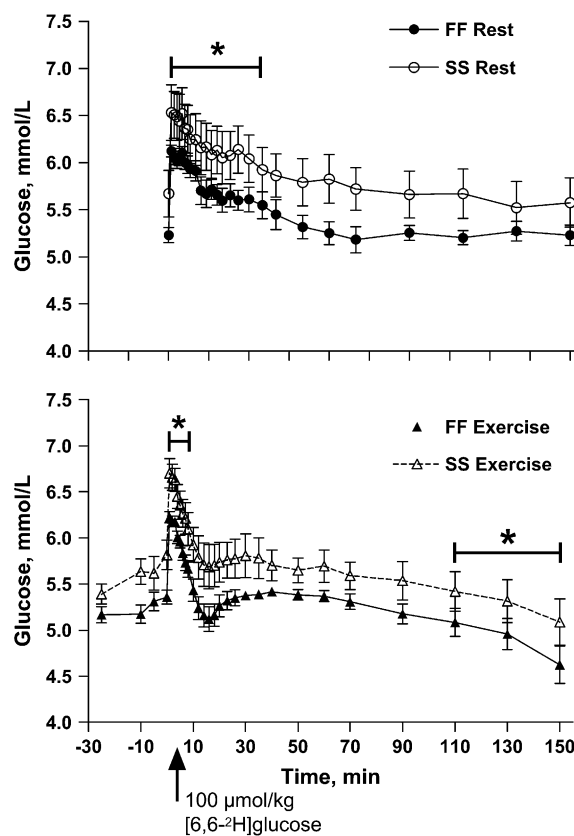 7.5
7.0
6.5
6.0
5.5
5.0
4.5
4.0
Glucose, mmol/L
*
FF Rest
SS Rest
7.5
7.0
6.5
6.0
5.5
5.0
4.5
4.0
Glucose, mmol/L
*
FF Exercise
SS Exercise
*
-30 -10 10 30 50 70 90 110 130 150
Time, min
100 µmol/kg
[6,6-²H]glucose